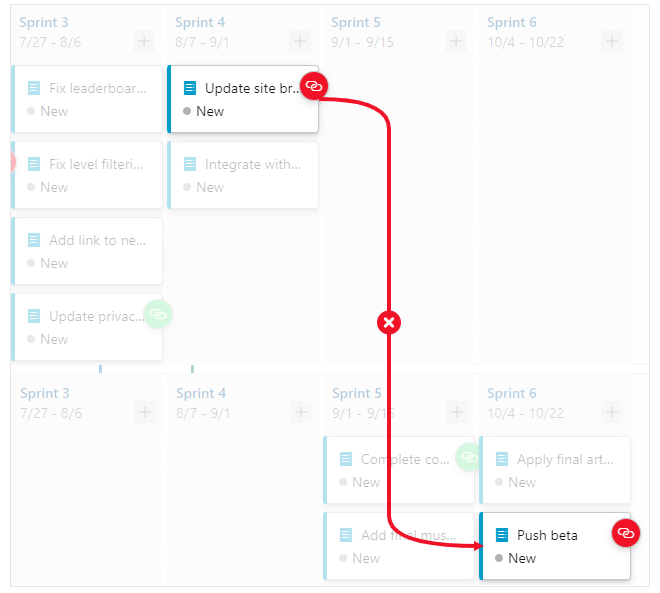 Sprint 3
7/27 - 8/6
Sprint 4
8/7 - 9/1
Sprint 5
9/1 - 9/15
Sprint 6
10/4 - 10/22
Fix leaderboar...
New
Update site br...
New
Fix level filteri...
New
Integrate with...
New
Add link to ne...
New
Update privac...
New
Sprint 3
7/27 - 8/6
Sprint 4
8/7 - 9/1
Sprint 5
9/1 - 9/15
Sprint 6
10/4 - 10/22
Complete co...
New
Apply final art...
New
Add final mus...
New
Push beta
New